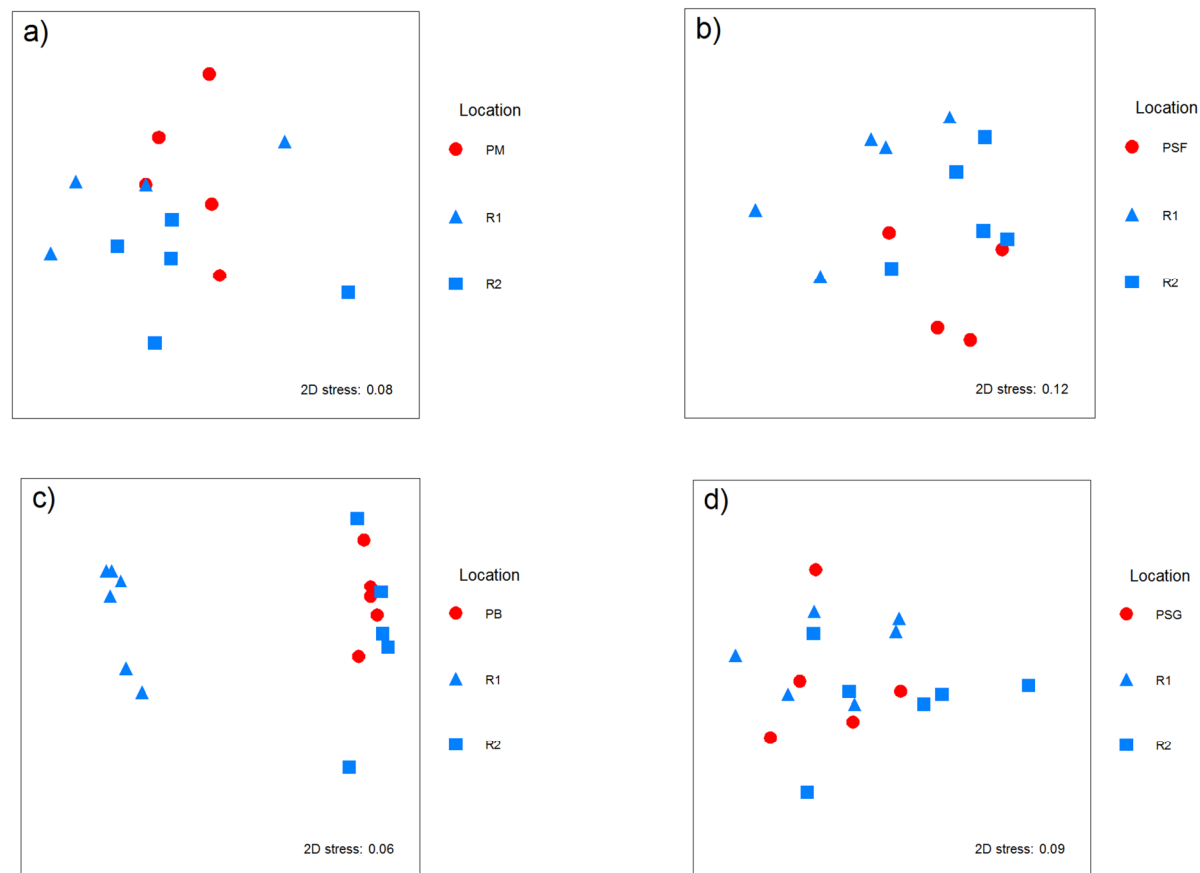 a)
Location
PM
R1
R2
2D stress: 0.08
b)
Location
PSF
R1
R2
2D stress: 0.12
c)
Location
PB
R1
R2
2D stress: 0.06
d)
Location
PSG
R1
R2
2D stress: 0.09